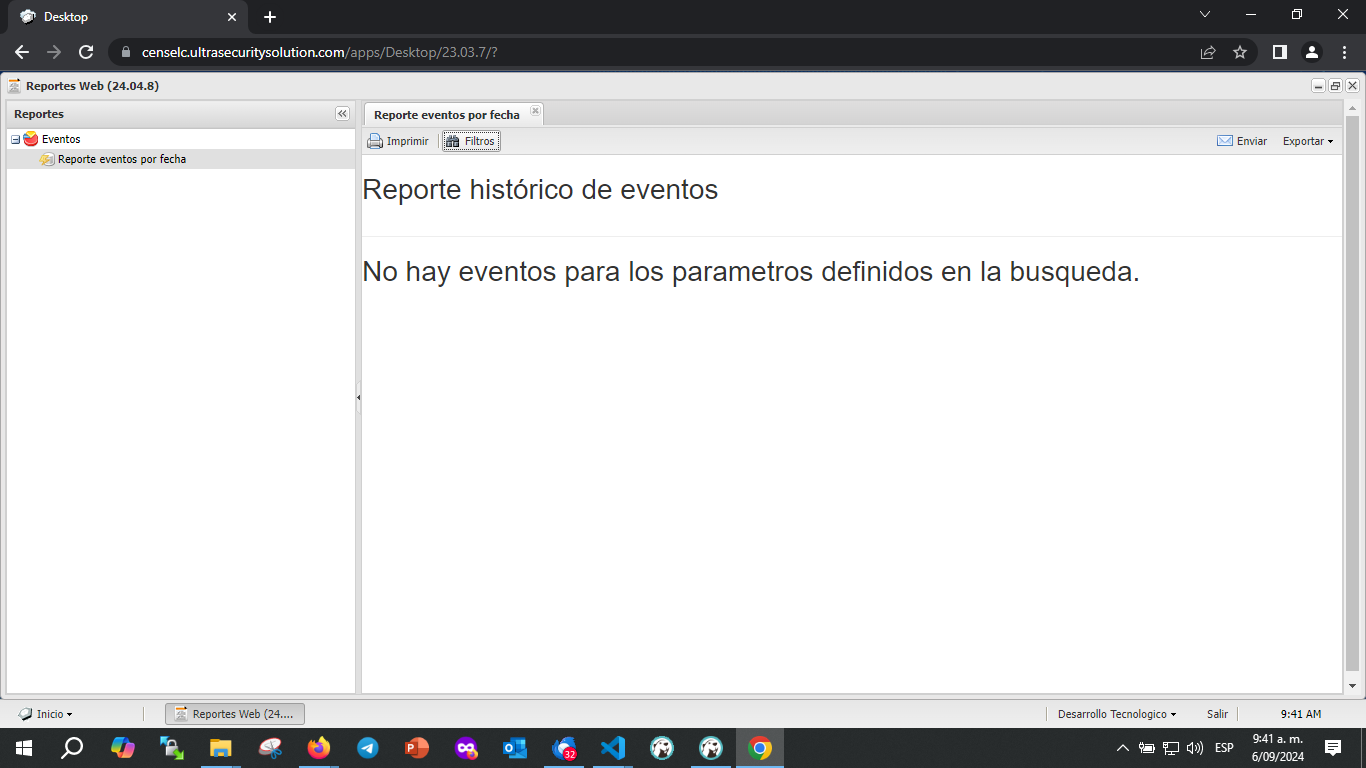 Desktop
censelc.ultrasecuritysolution.com/apps/Desktop/23.03.7/?
Reportes Web (24.04.8)
Reportes
Reporte eventos por fecha
Eventos
Imprimir Filtros Enviar Exportar
Reporte eventos por fecha
Reporte histórico de eventos
No hay eventos para los parametros definidos en la busqueda.
Inicio Reportes Web (24.... Desarrollo Tecnologico Salir 9:41 AM
32
ESP
9:41 a. m.
6/09/2024